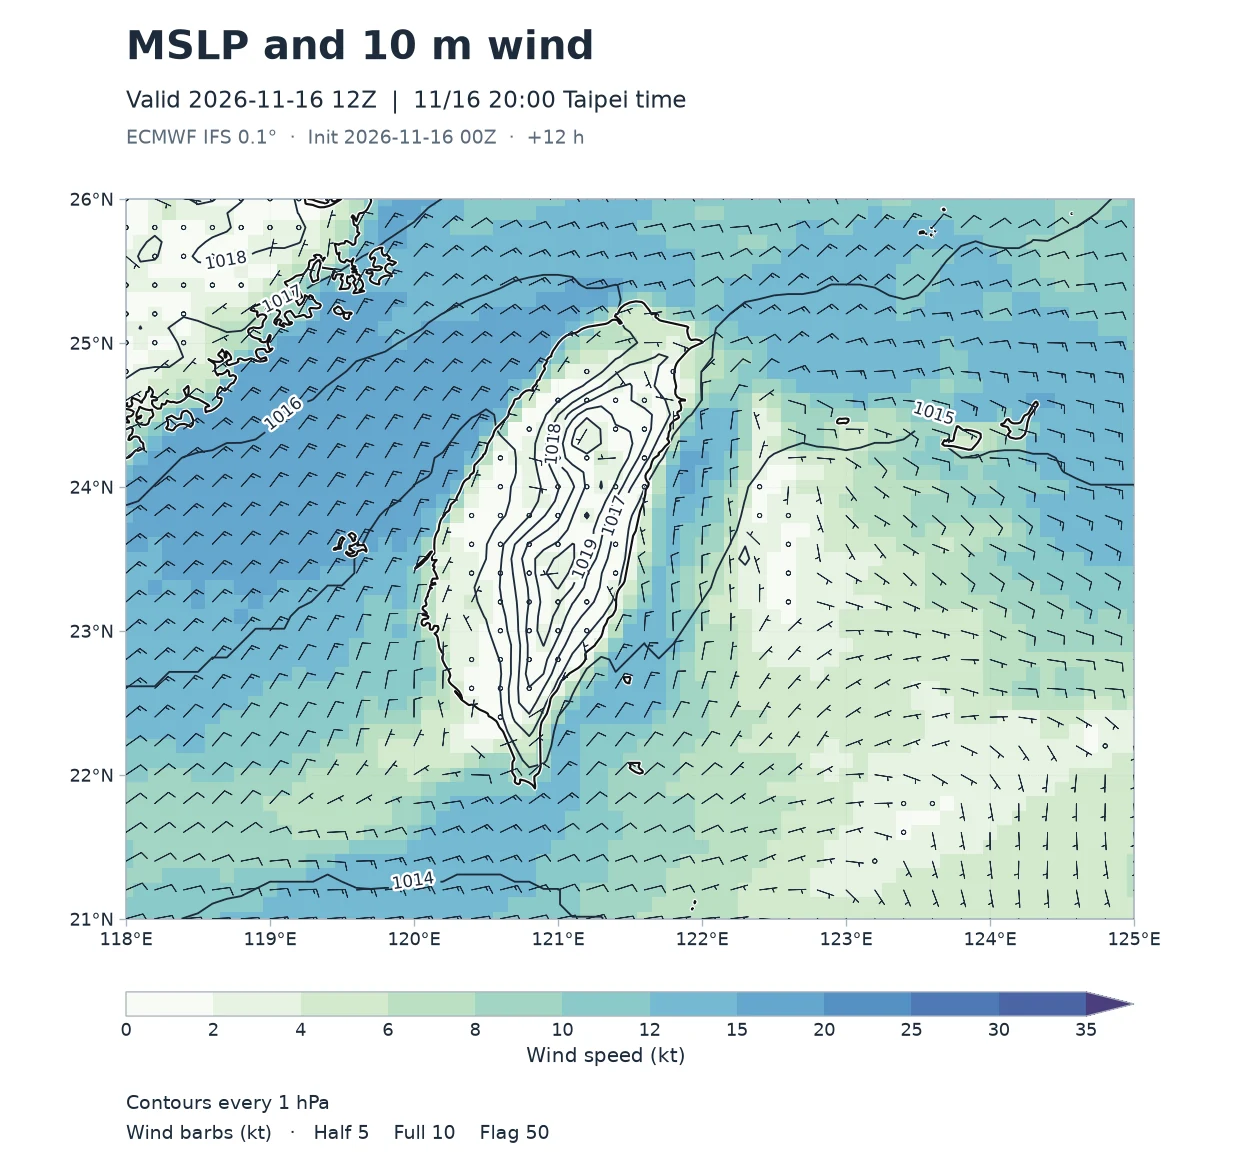 MSLP and 10 m wind
Valid 2026-11-16 12Z | 11/16 20:00 Taipei time
ECMWF IFS 0.1° · Init 2026-11-16 00Z · +12 h
26°N
1018
1017
25°N
1016
1015
1018
24°N
1017
1019
23°N
22°N
1014
21°N
118°E 119°E 120°E 121°E 122°E 123°E 124°E 125°E
0 2 4 6 8 10 12 15 20 25 30 35
Wind speed (kt)
Contours every 1 hPa
Wind barbs (kt) · Half 5 Full 10 Flag 50